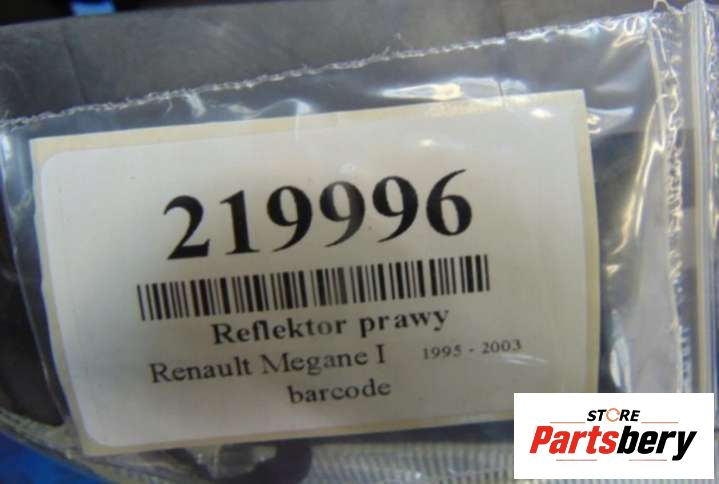 219996
Reflektor prawy
Renault Megane I 1995 - 2003
barcode
STORE
Partsbery